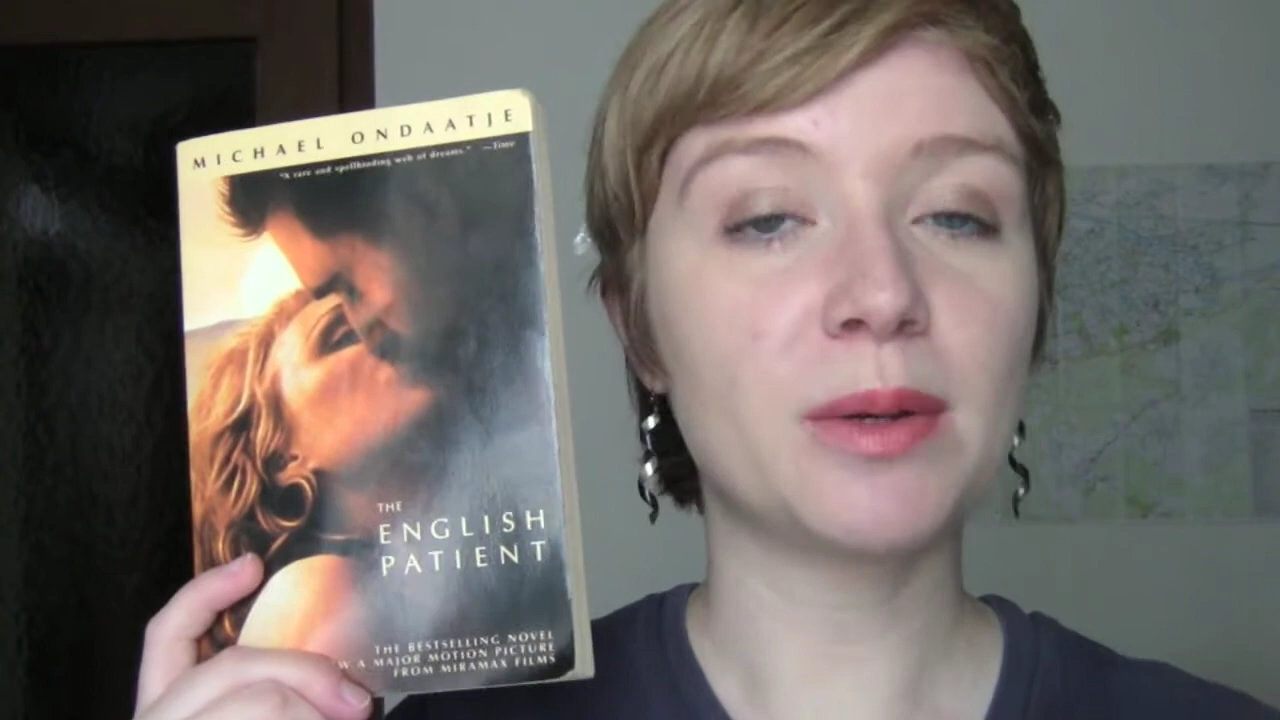 MICHAEL ONDAATJE
"A rare and spellbinding web of dreams." —Time
THE
ENGLISH
PATIENT
THE BESTSELLING NOVEL
A MAJOR MOTION PICTURE
FROM MIRAMAX FILMS